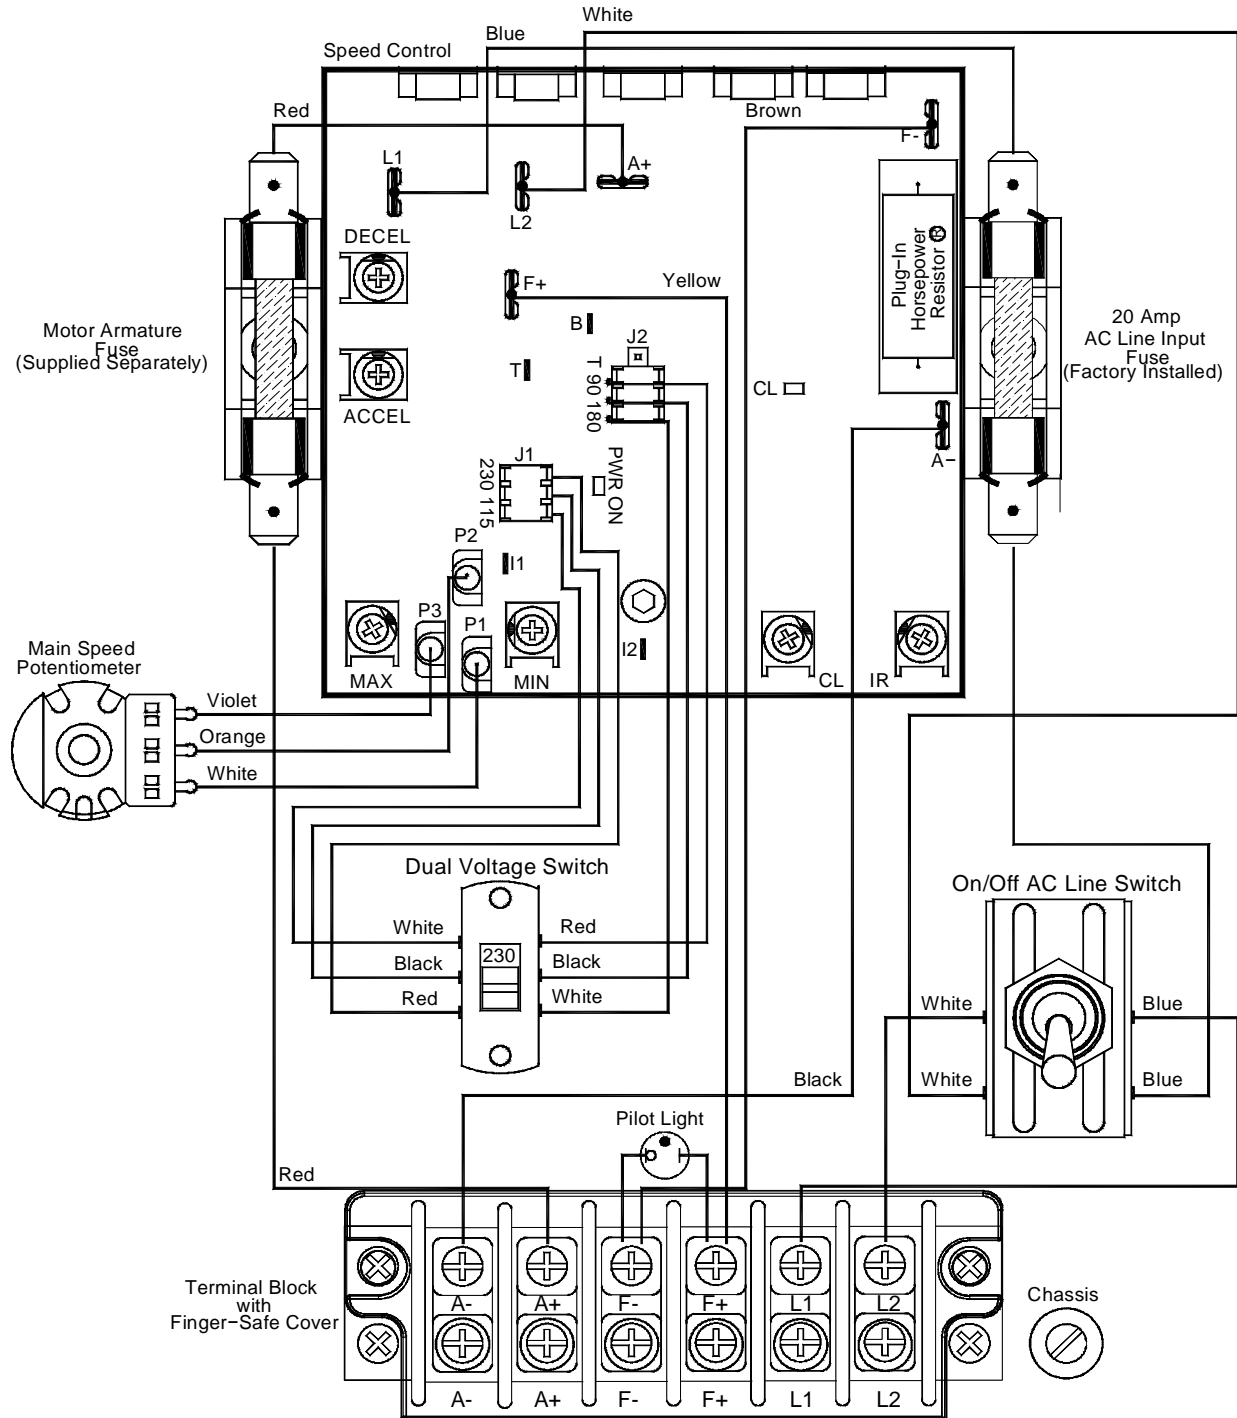 White
Blue
Speed Control
Red
Brown
F-
L1
A+
L2
DECEL
Plug-In
Horsepower
Resistor ®
F+
Yellow
B
J2
Motor Armature
Fuse
(Supplied Separately)
20 Amp
AC Line Input
Fuse
(Factory Installed)
T
T 90 180
CL
ACCEL
A-
J1
230 115
PWR ON
P2
I1
P3
P1
I2
Main Speed
Potentiometer
MAX
MIN
CL
IR
Violet
Orange
White
Dual Voltage Switch
On/Off AC Line Switch
White
Red
230
Black
Black
Red
White
White
Blue
Black
White
Blue
Pilot Light
Red
Terminal Block
with
Finger-Safe Cover
A-
A+
F-
F+
L1
L2
Chassis
A-
A+
F-
F+
L1
L2